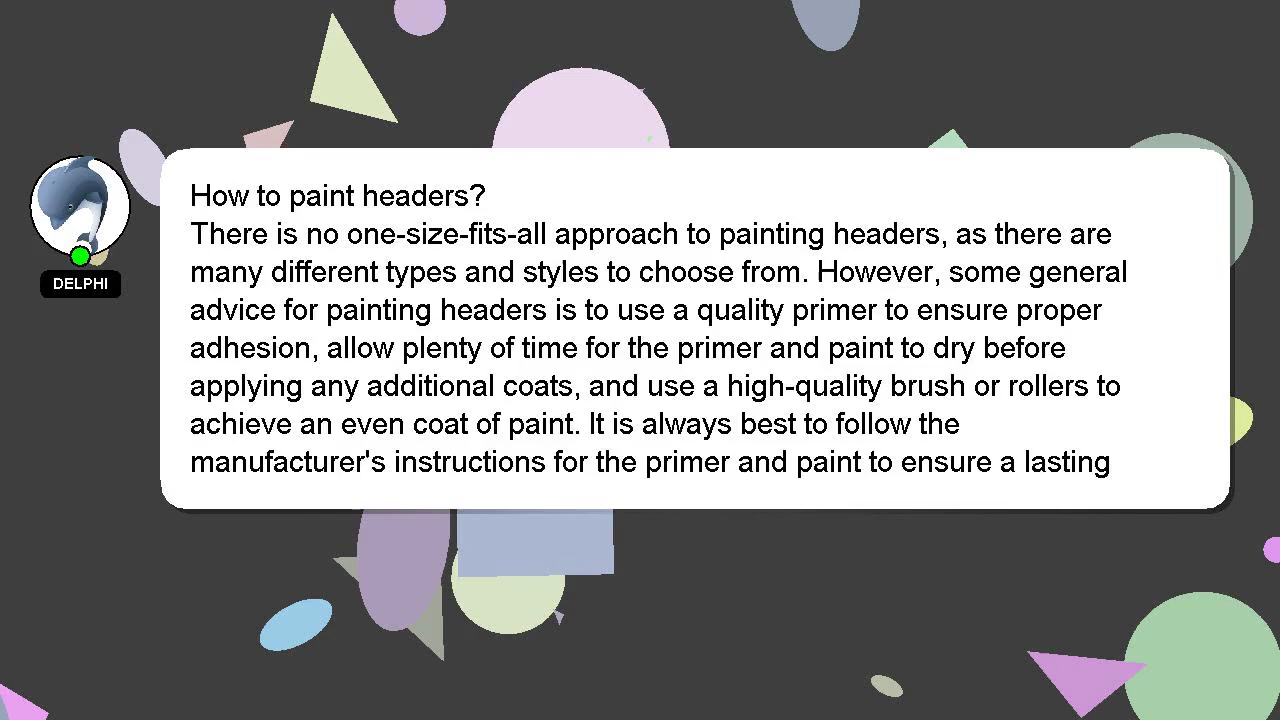 DELPHI
How to paint headers?
There is no one-size-fits-all approach to painting headers, as there are
many different types and styles to choose from. However, some general
advice for painting headers is to use a quality primer to ensure proper
adhesion, allow plenty of time for the primer and paint to dry before
applying any additional coats, and use a high-quality brush or rollers to
achieve an even coat of paint. It is always best to follow the
manufacturer's instructions for the primer and paint to ensure a lasting